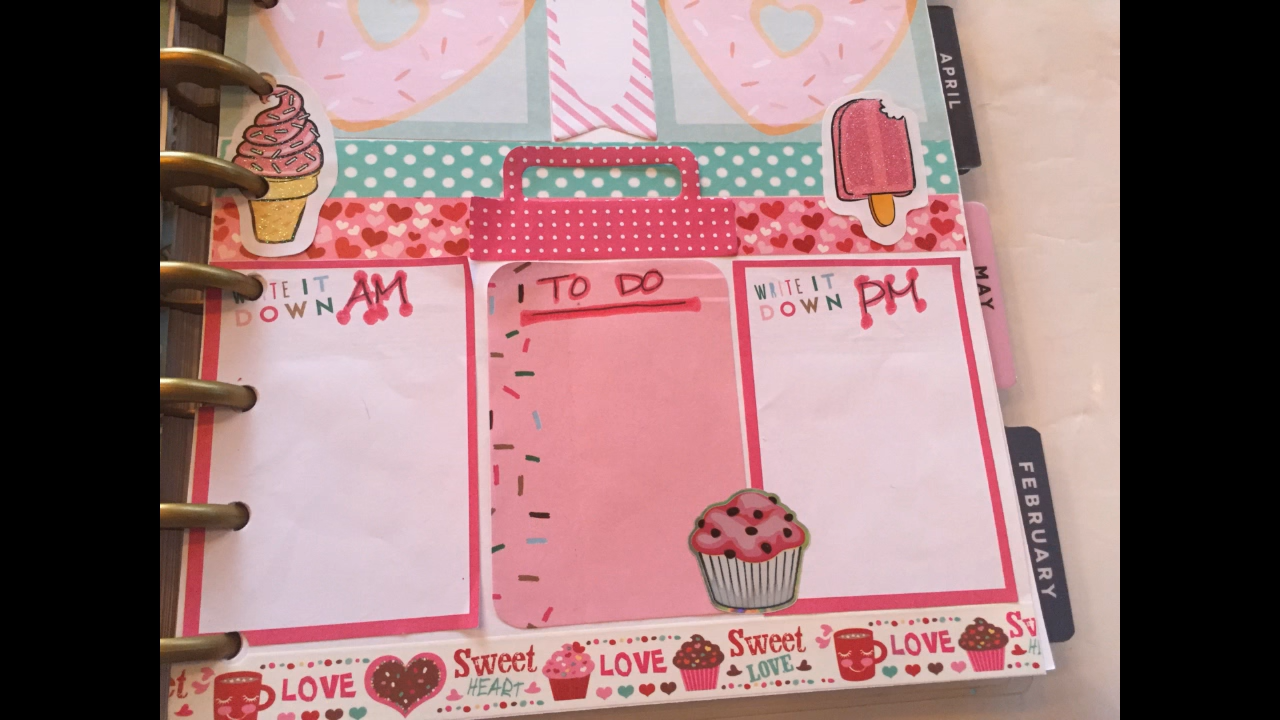 APRIL
MAY
FEBRUARY
WRITE IT
DOWN AM
TO DO
WRITE IT
DOWN PM
LOVE
Sweet
HEART
LOVE
Sweet
LOVE
LOVE